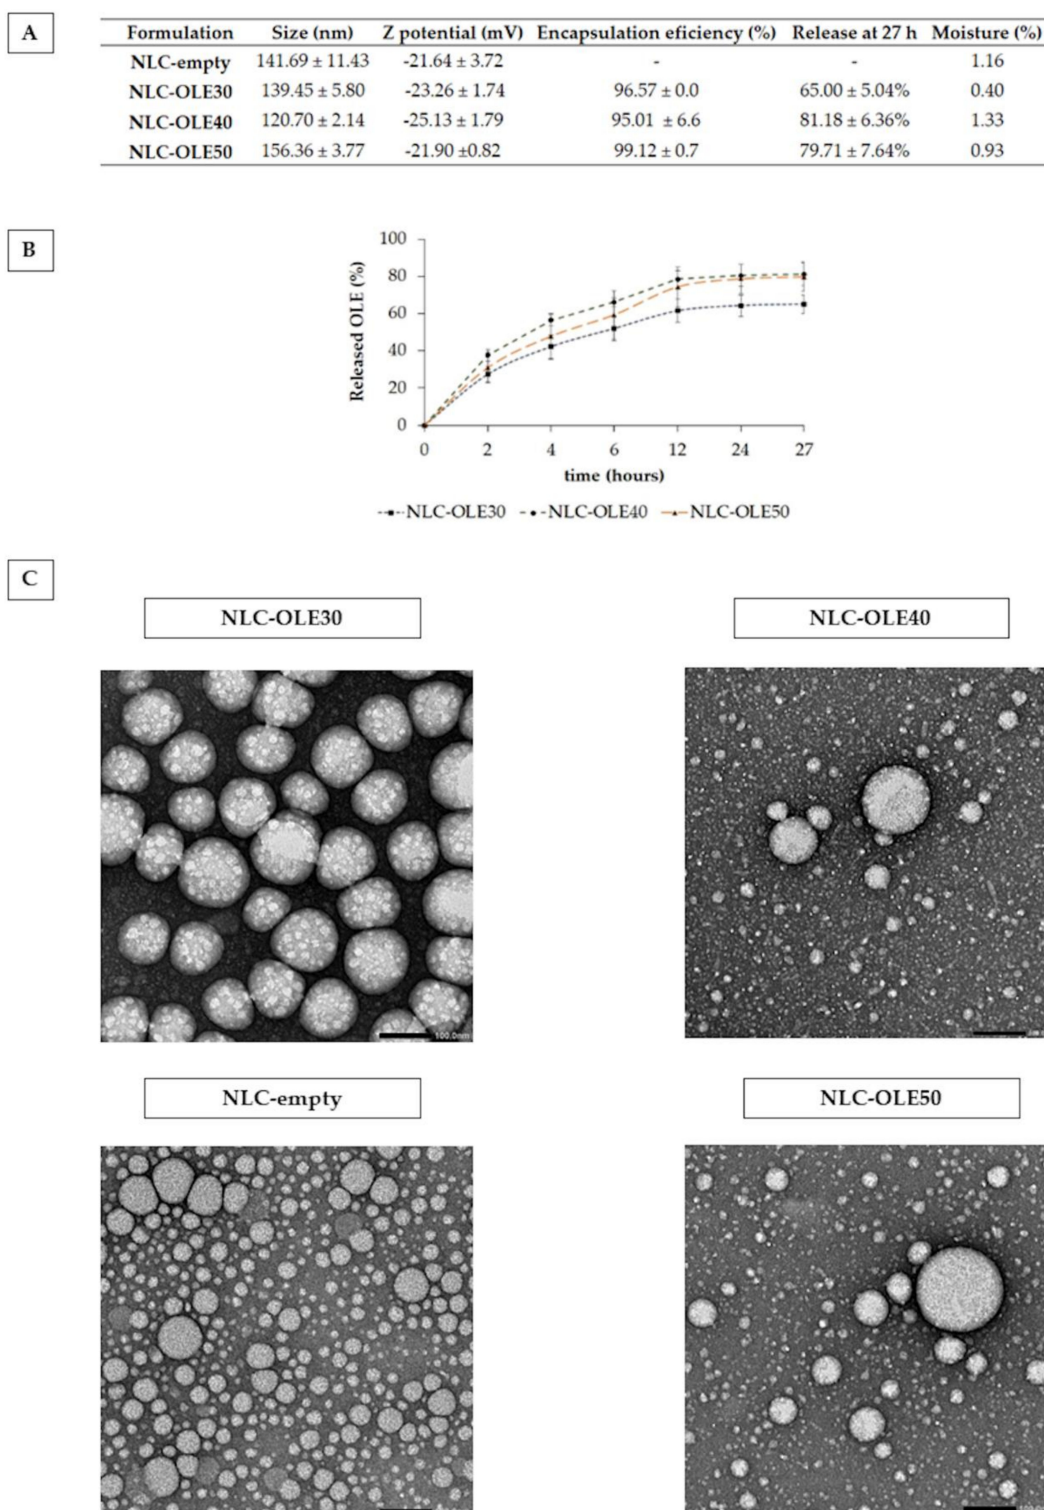 A
Formulation Size (nm) Z potential (mV) Encapsulation eficiency (%) Release at 27 h Moisture (%)
NLC-empty 141.69 ± 11.43 -21.64 ± 3.72 - - 1.16
NLC-OLE30 139.45 ± 5.80 -23.26 ± 1.74 96.57 ± 0.0 65.00 ± 5.04% 0.40
NLC-OLE40 120.70 ± 2.14 -25.13 ± 1.79 95.01 ± 6.6 81.18 ± 6.36% 1.33
NLC-OLE50 156.36 ± 3.77 -21.90 ±0.82 99.12 ± 0.7 79.71 ± 7.64% 0.93
B
100
80
60
40
20
0
Released OLE (%)
0 2 4 6 12 24 27
time (hours)
NLC-OLE30 NLC-OLE40 NLC-OLE50
C
NLC-OLE30 NLC-OLE40
100.0nm
NLC-empty NLC-OLE50